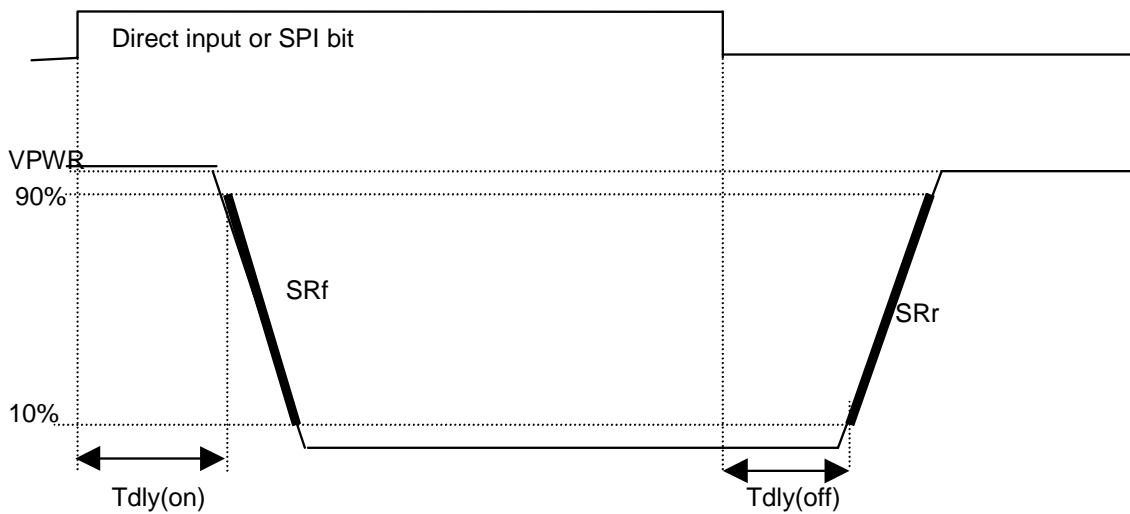 Direct input or SPI bit
VPWR
90%
SRf
SRr
10%
Tdly(on)
Tdly(off)